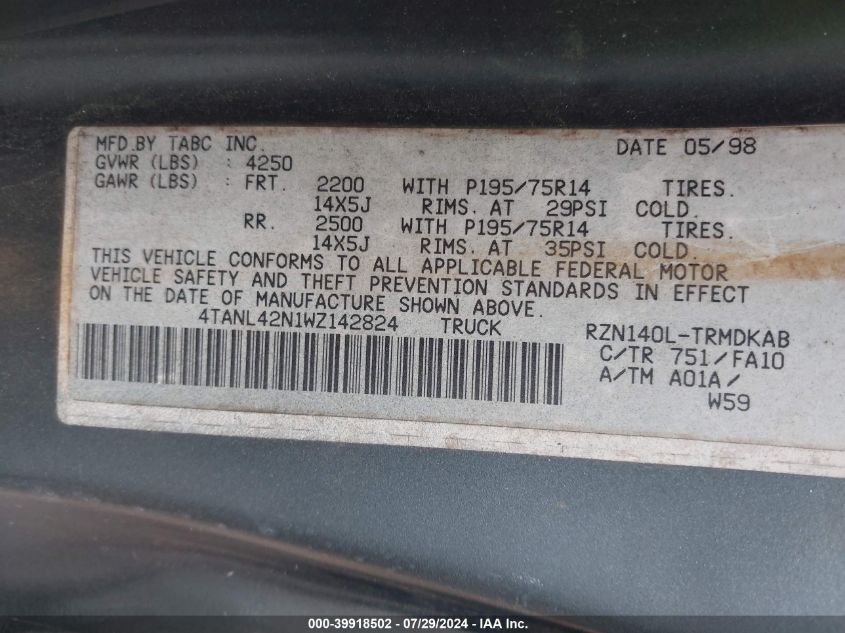 MFD.BY TABC INC. DATE 05/98
GVWR (LBS) : 4250
GAWR (LBS) : FRT. 2200 WITH P195/75R14 TIRES.
14X5J RIMS. AT 29PSI COLD.
RR. 2500 WITH P195/75R14 TIRES.
14X5J RIMS. AT 35PSI COLD.
THIS VEHICLE CONFORMS TO ALL APPLICABLE FEDERAL MOTOR
VEHICLE SAFETY AND THEFT PREVENTION STANDARDS IN EFFECT
ON THE DATE OF MANUFACTURE SHOWN ABOVE.
4TANL42N1WZ142824 TRUCK RZN140L-TRMDKAB
C/TR 751/FA10
A/TM A01A/
W59
000-39918502 / 07/29/2024 - IAA Inc.